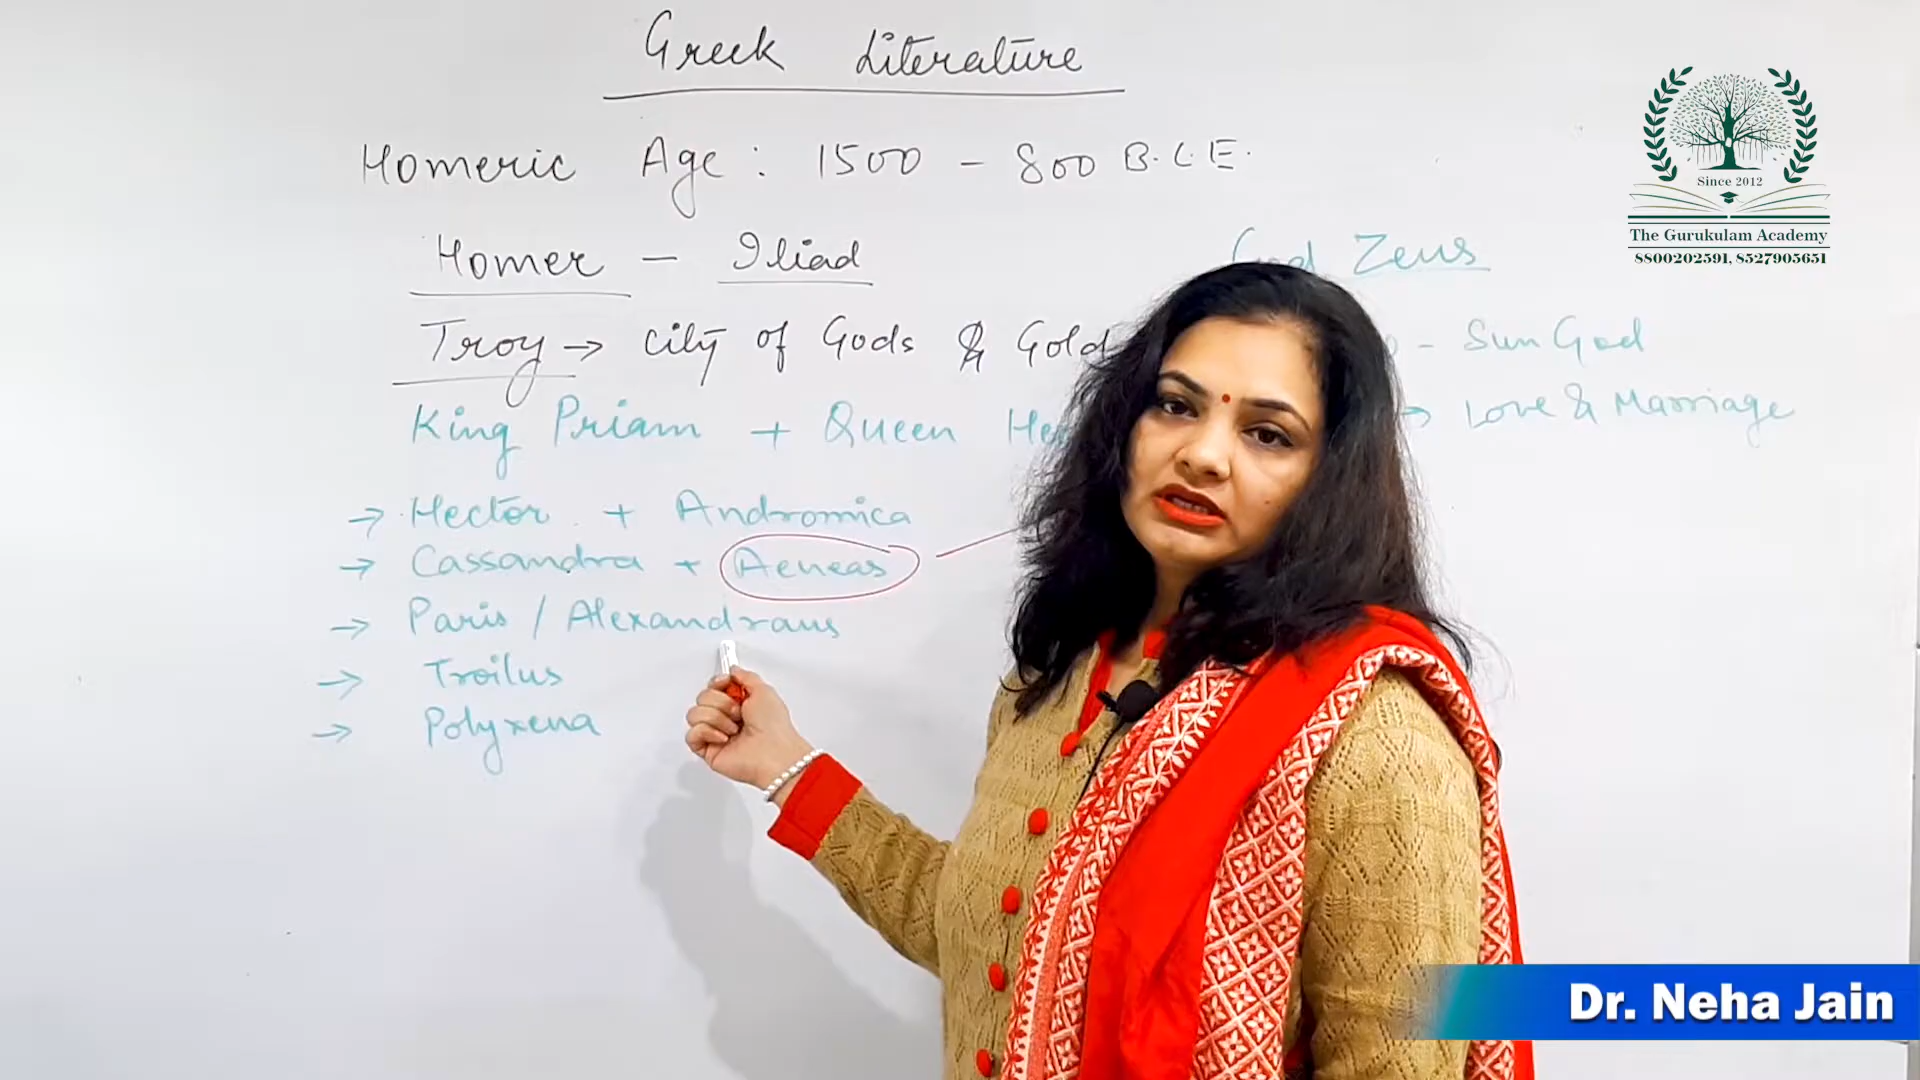 Greek Literature
Homeric Age : 1500 - 800 B.C.E.
Homer - Iliad
God Zeus
Troy → City of Gods & Gold
- Sun God
King Priam + Queen
→ Love & Marriage
→ Hector + Andromica
→ Cassandra + Aeneas
→ Paris / Alexandraus
→ Troilus
→ Polyxena
Since 2012
The Gurukulam Academy
8800202591, 8527905651
Dr. Neha Jain